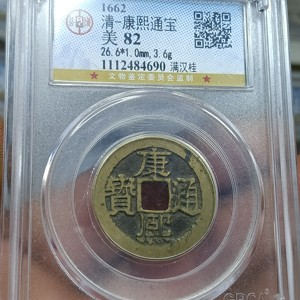 1662
清-康熙通宝
美 82
26.6*1.0mm,3.6g
1112484690 满汉桂
★ 文物鉴定委员会监制 ★
康熙通寶